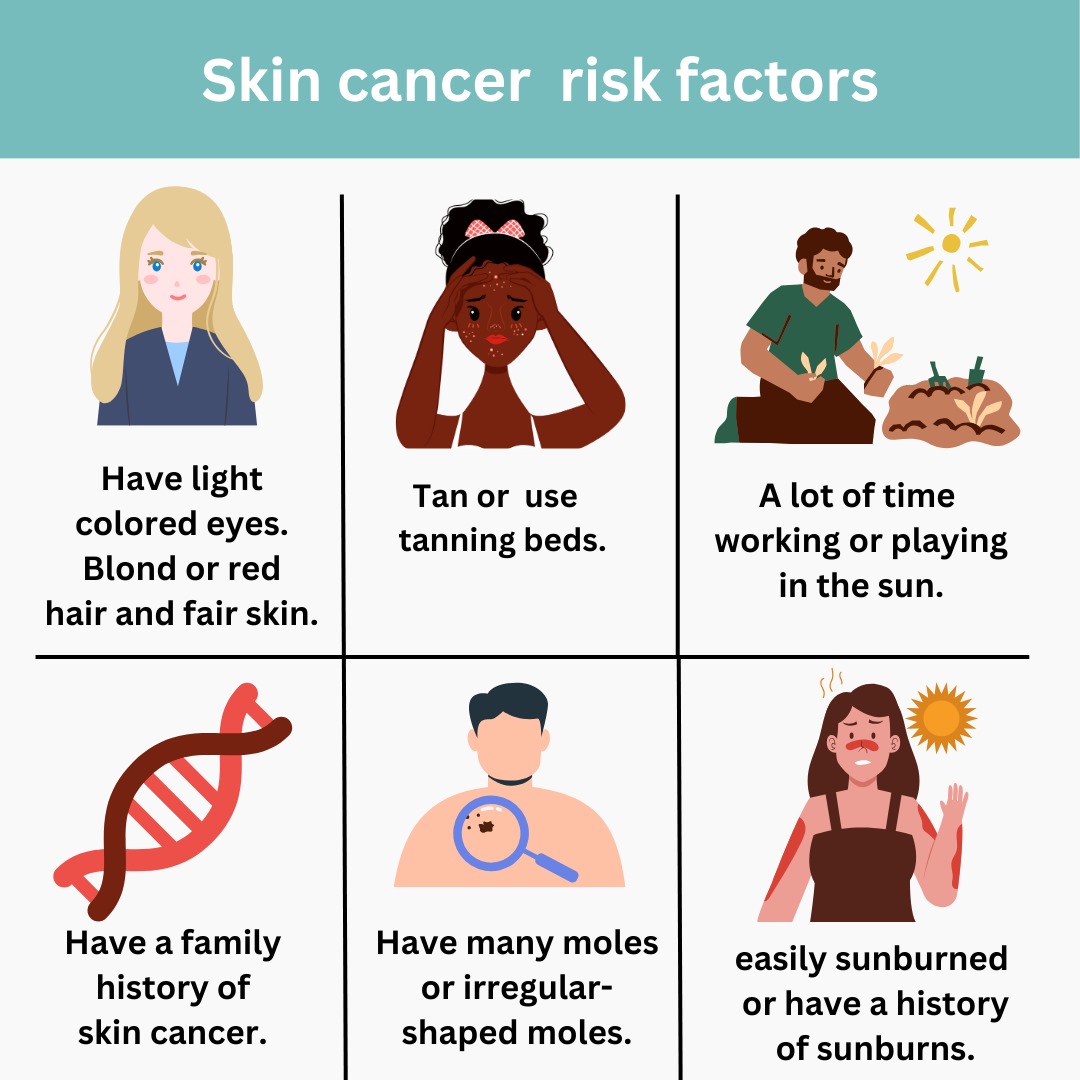 Skin cancer  risk factors
Have light
colored eyes.
Blond or red
hair and fair skin.
Tan or  use
tanning beds.
A lot of time
working or playing
in the sun.
Have a family
history of
skin cancer.
Have many moles
or irregular-
shaped moles.
easily sunburned
or have a history
of sunburns.